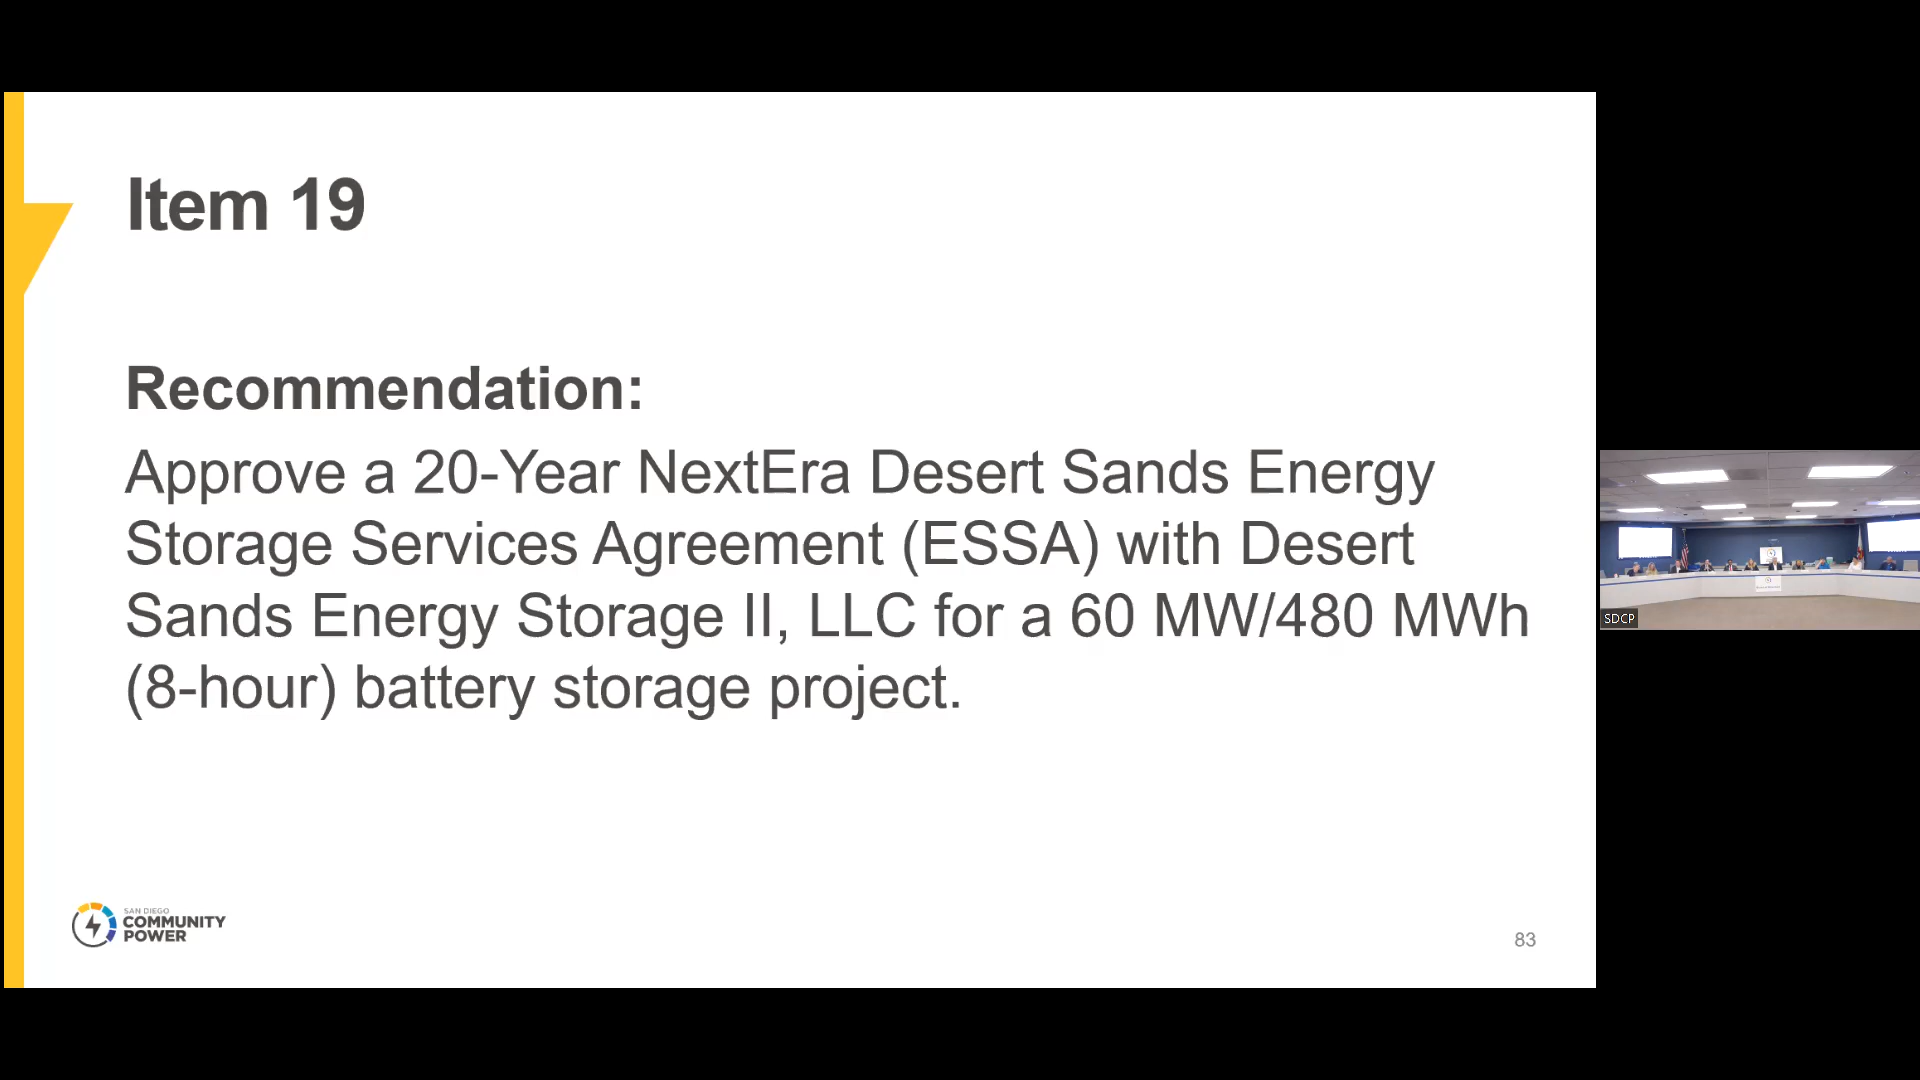 Item 19
Recommendation:
Approve a 20-Year NextEra Desert Sands Energy
Storage Services Agreement (ESSA) with Desert
Sands Energy Storage II, LLC for a 60 MW/480 MWh
(8-hour) battery storage project.
SAN DIEGO
COMMUNITY
POWER
83
SDCP